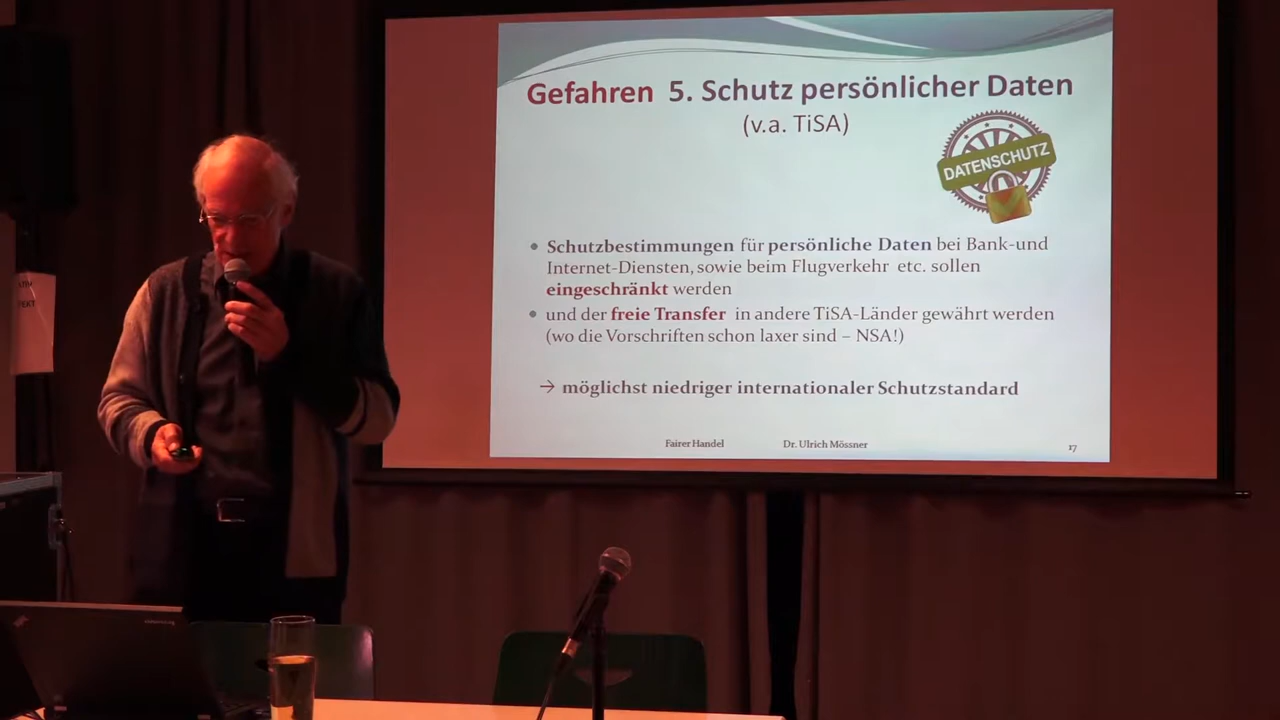 Gefahren 5. Schutz persönlicher Daten
(v.a. TiSA)
DATENSCHUTZ
• Schutzbestimmungen für persönliche Daten bei Bank-und
Internet-Diensten, sowie beim Flugverkehr etc. sollen
eingeschränkt werden
• und der freie Transfer in andere TiSA-Länder gewährt werden
(wo die Vorschriften schon laxer sind – NSA!)
→ möglichst niedriger internationaler Schutzstandard
Fairer Handel Dr. Ulrich Mössner 17